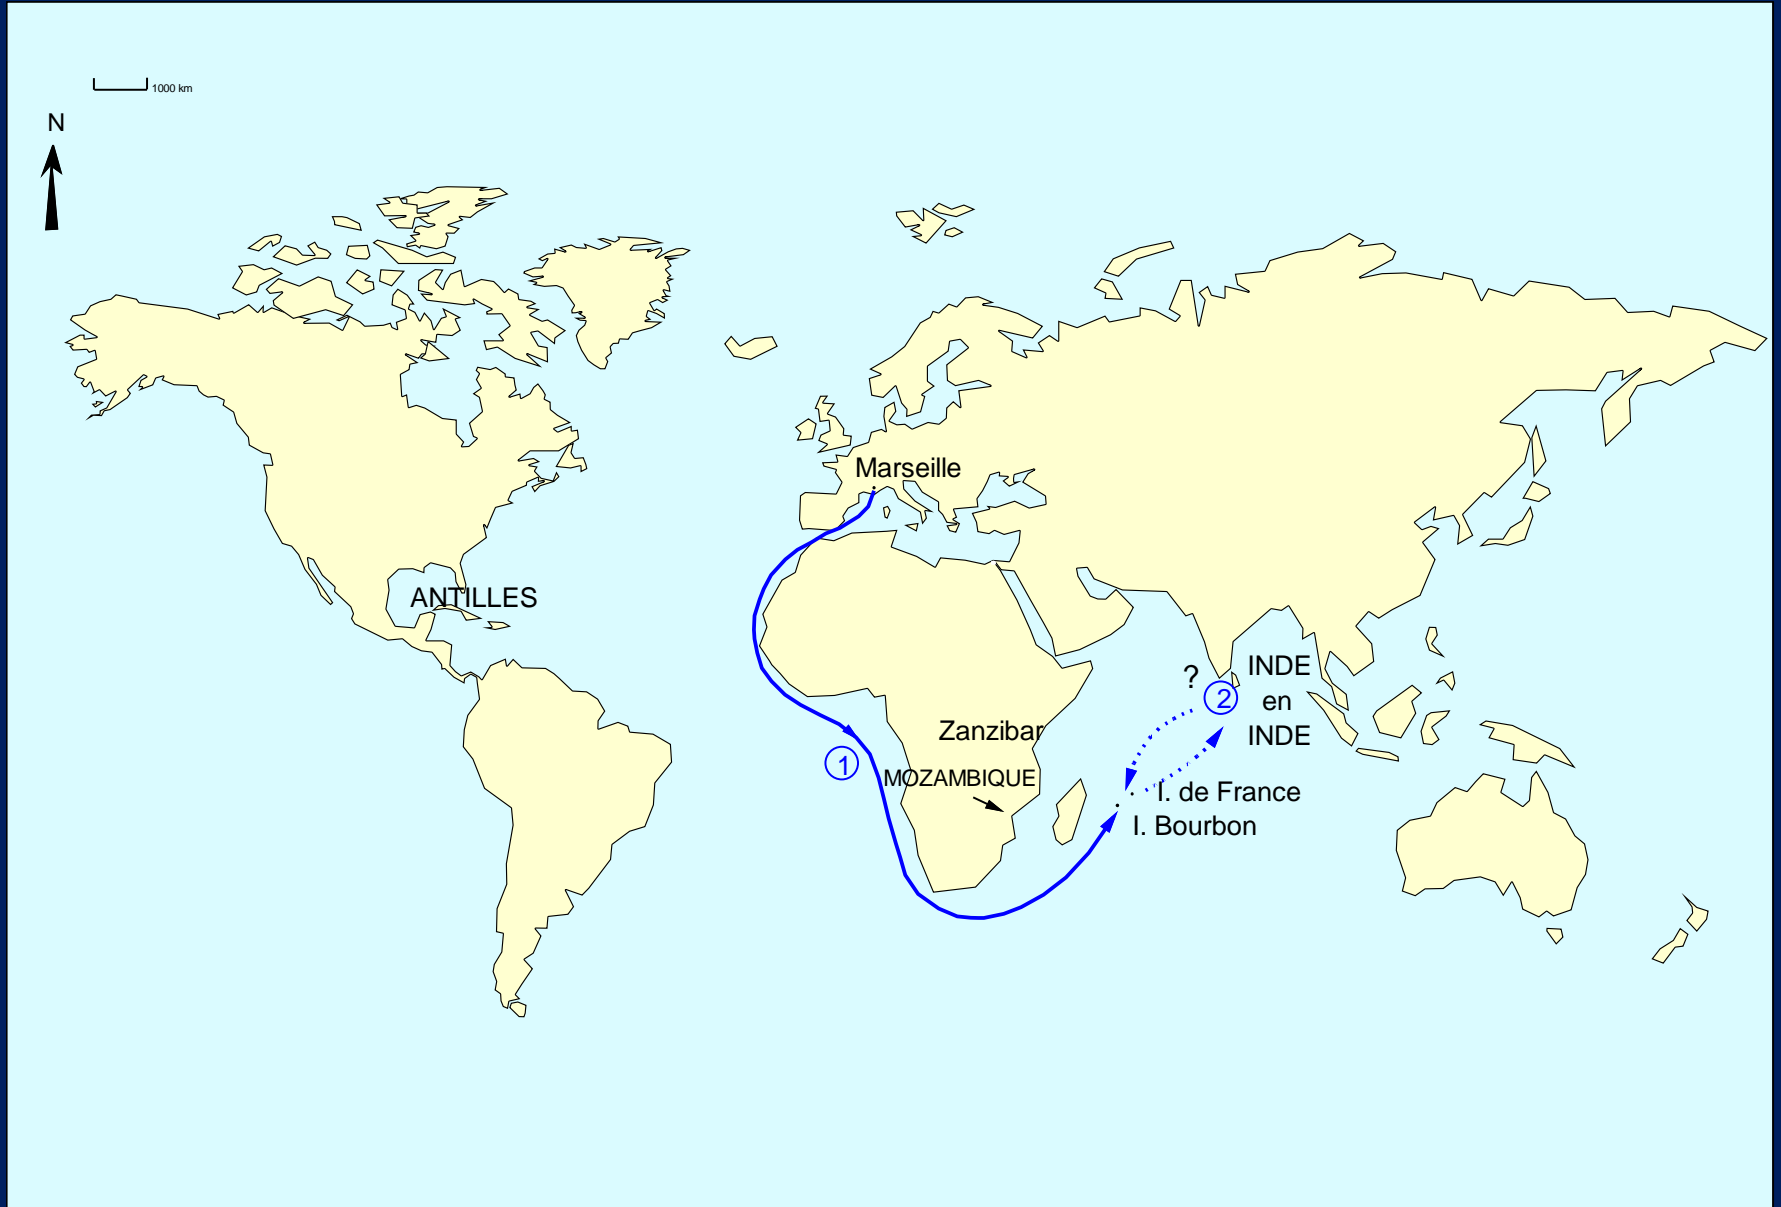 1000 km
N
Marseille
ANTILLES
?
INDE
2
en
Zanzibar
INDE
1
MOZAMBIQUE
I. de France
I. Bourbon